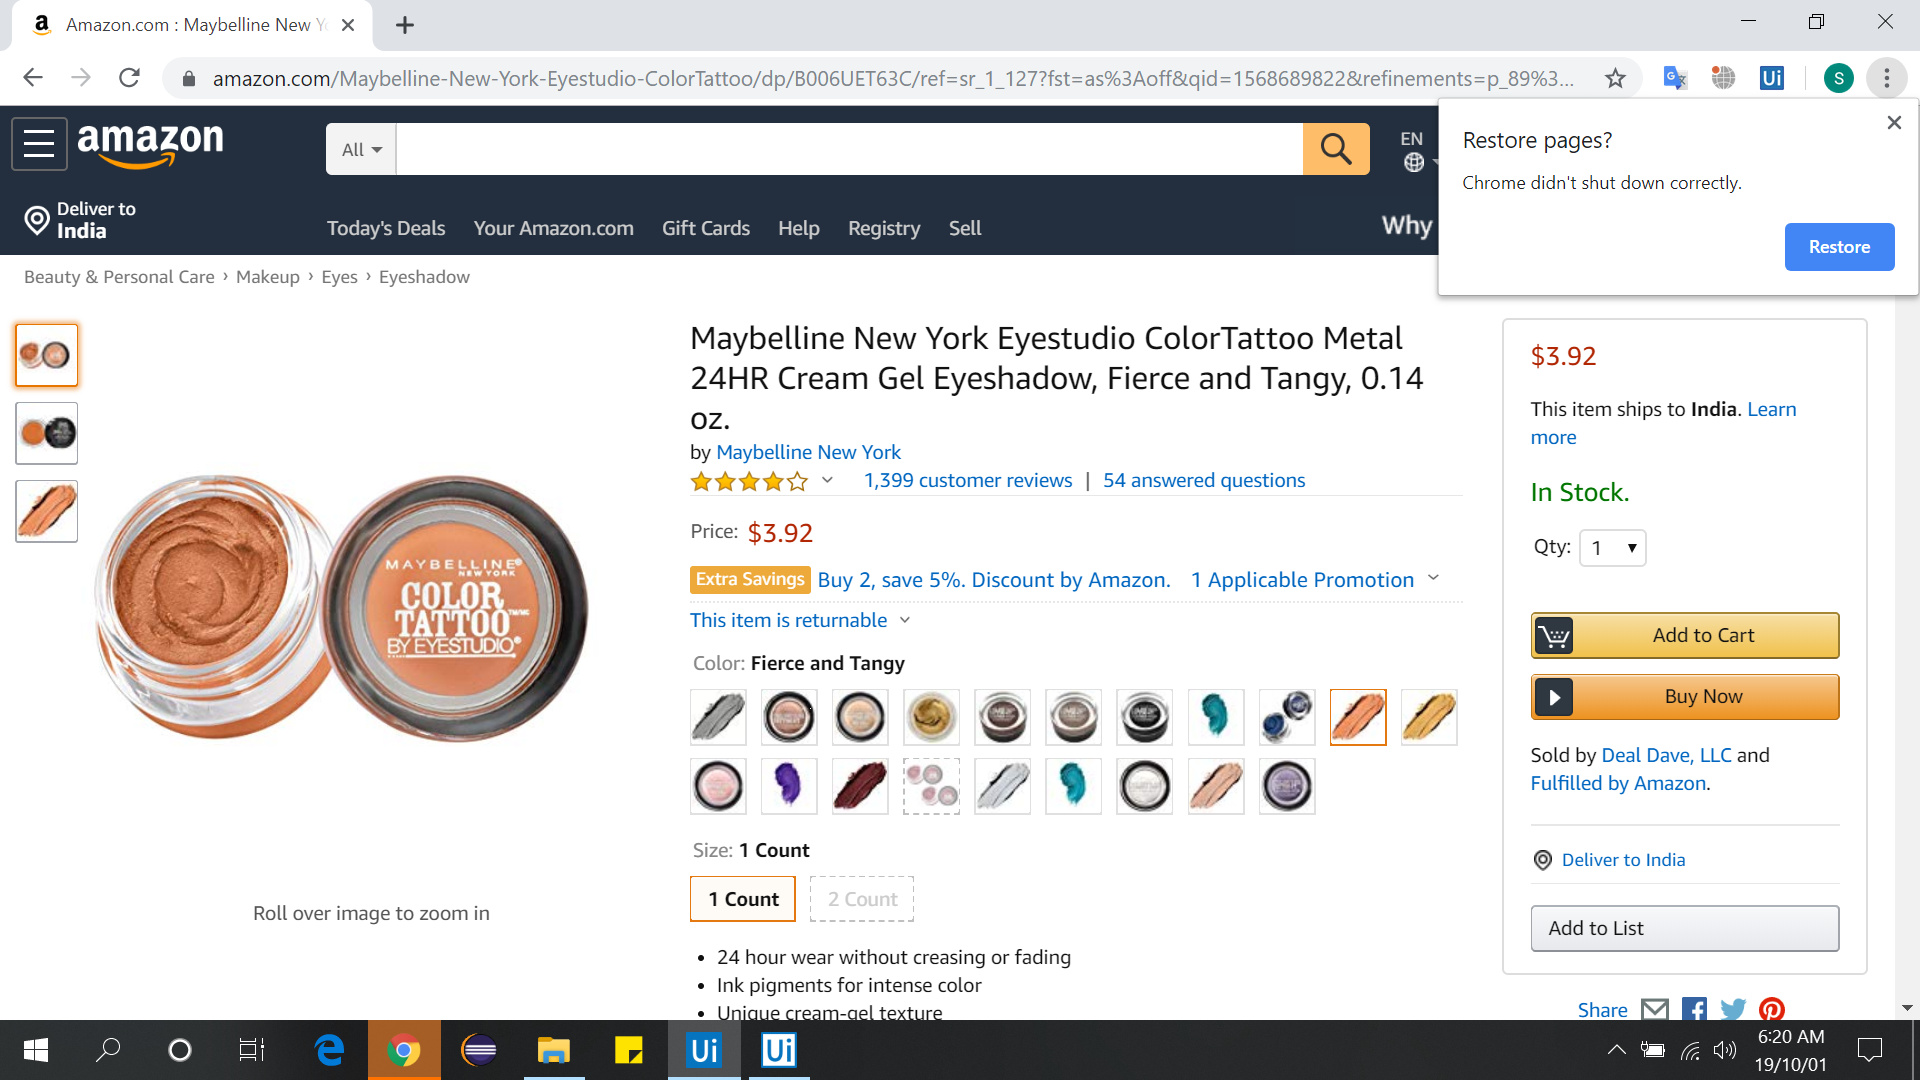 Amazon.com : Maybelline New Y
amazon.com/Maybelline-New-York-Eyestudio-ColorTattoo/dp/B006UET63C/ref=sr_1_127?fst=as%3Aoff&qid=1568689822&refinements=p_89%3...
S
Restore pages?
Chrome didn't shut down correctly.
Restore
amazon
All
EN
Deliver to
India
Today's Deals Your Amazon.com Gift Cards Help Registry Sell
Why
Beauty & Personal Care › Makeup › Eyes › Eyeshadow
Maybelline New York Eyestudio ColorTattoo Metal
24HR Cream Gel Eyeshadow, Fierce and Tangy, 0.14
oz.
by Maybelline New York
1,399 customer reviews | 54 answered questions
Price: $3.92
Extra Savings Buy 2, save 5%. Discount by Amazon. 1 Applicable Promotion
This item is returnable
Color: Fierce and Tangy
MAYBELLINE®
NEW YORK
COLOR
TATTOO
BY EYESTUDIO®
Roll over image to zoom in
Size: 1 Count
1 Count
2 Count
• 24 hour wear without creasing or fading
• Ink pigments for intense color
• Unique cream-gel texture
$3.92
This item ships to India. Learn
more
In Stock.
Qty: 1
Add to Cart
Buy Now
Sold by Deal Dave, LLC and
Fulfilled by Amazon.
Deliver to India
Add to List
Share
Ui
Ui
6:20 AM
19/10/01